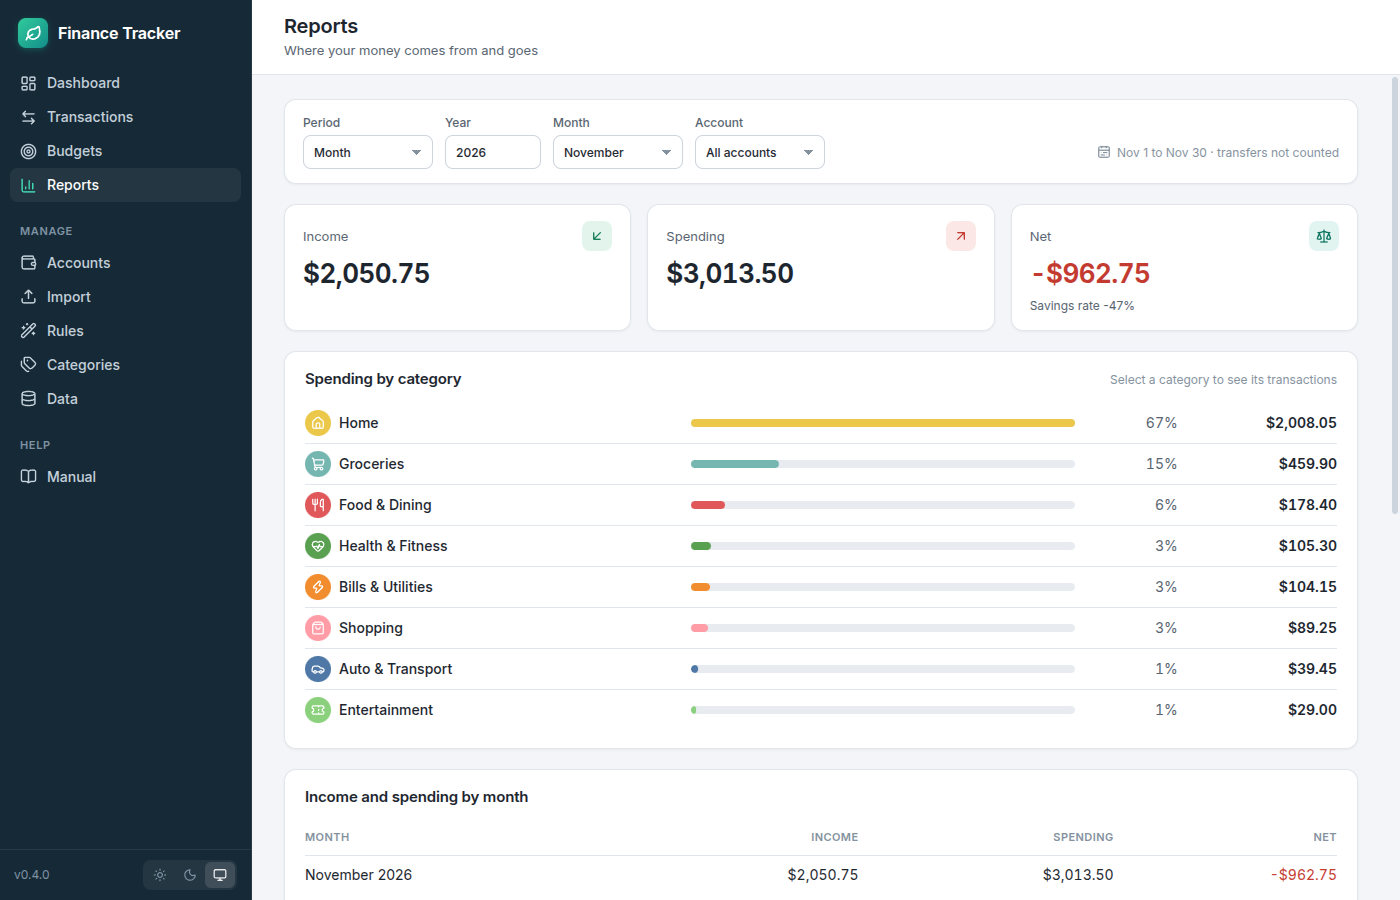 Finance Tracker
Dashboard
Transactions
Budgets
Reports
MANAGE
Accounts
Import
Rules
Categories
Data
HELP
Manual
v0.4.0
Reports
Where your money comes from and goes
Period
Year
Month
Account
Month
2026
November
All accounts
Nov 1 to Nov 30 · transfers not counted
Income
$2,050.75
Spending
$3,013.50
Net
-$962.75
Savings rate -47%
Spending by category
Select a category to see its transactions
Home 67% $2,008.05
Groceries 15% $459.90
Food & Dining 6% $178.40
Health & Fitness 3% $105.30
Bills & Utilities 3% $104.15
Shopping 3% $89.25
Auto & Transport 1% $39.45
Entertainment 1% $29.00
Income and spending by month
MONTH INCOME SPENDING NET
November 2026 $2,050.75 $3,013.50 -$962.75